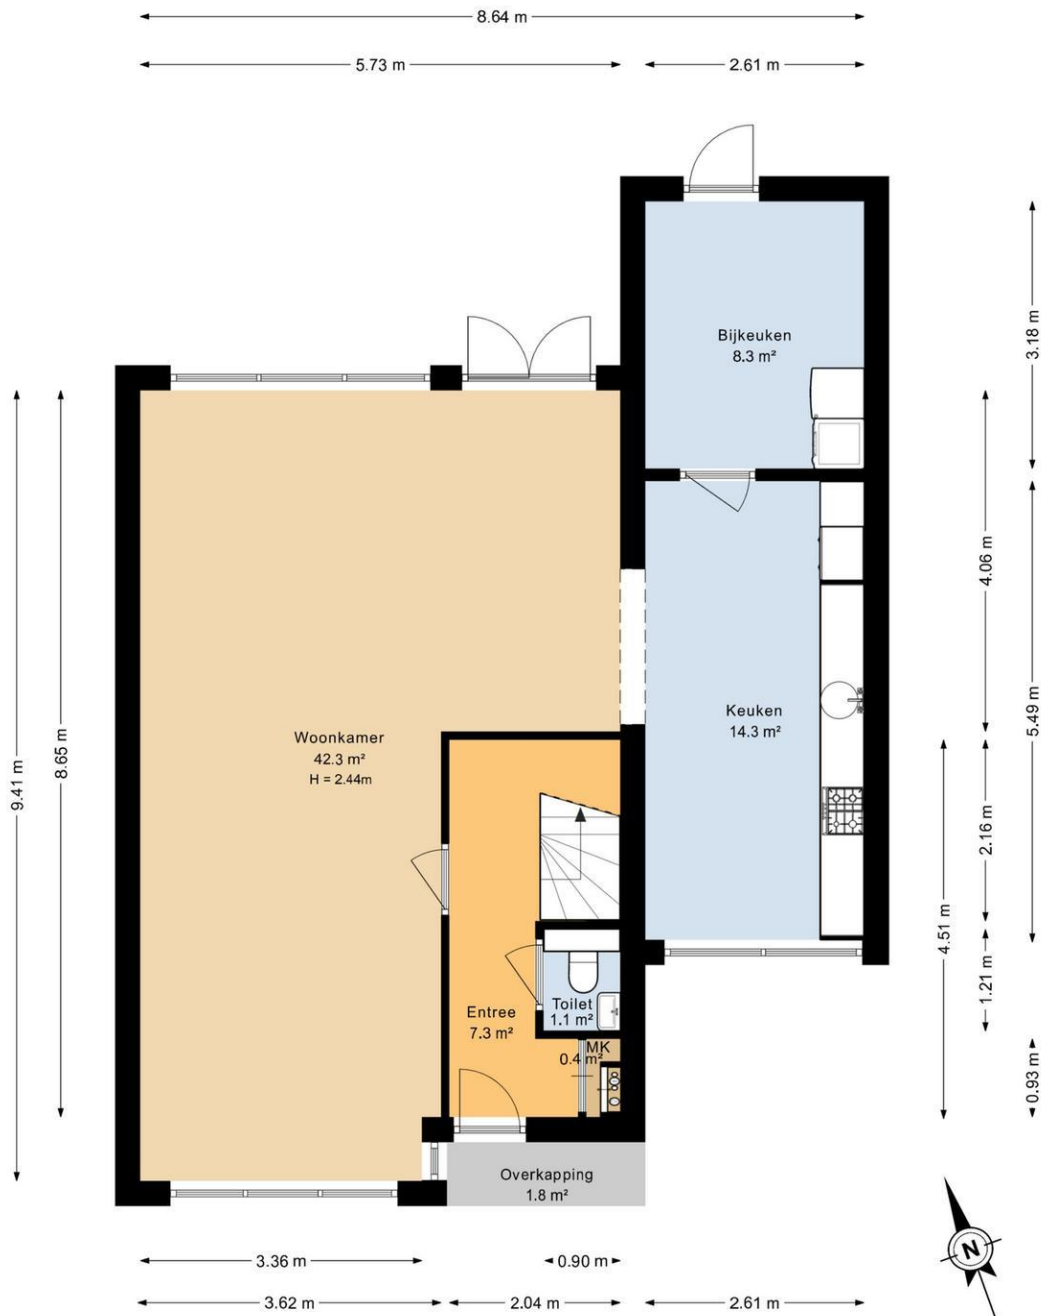 8.64 m
5.73 m
2.61 m
Bijkeuken
8.3 m²
3.18 m
4.06 m
Keuken
14.3 m²
5.49 m
Woonkamer
42.3 m²
H = 2.44m
9.41 m
8.65 m
2.16 m
4.51 m
1.21 m
Toilet
1.1 m²
Entree
7.3 m²
MK
0.4 m²
0.93 m
Overkapping
1.8 m²
N
3.36 m
0.90 m
3.62 m
2.04 m
2.61 m